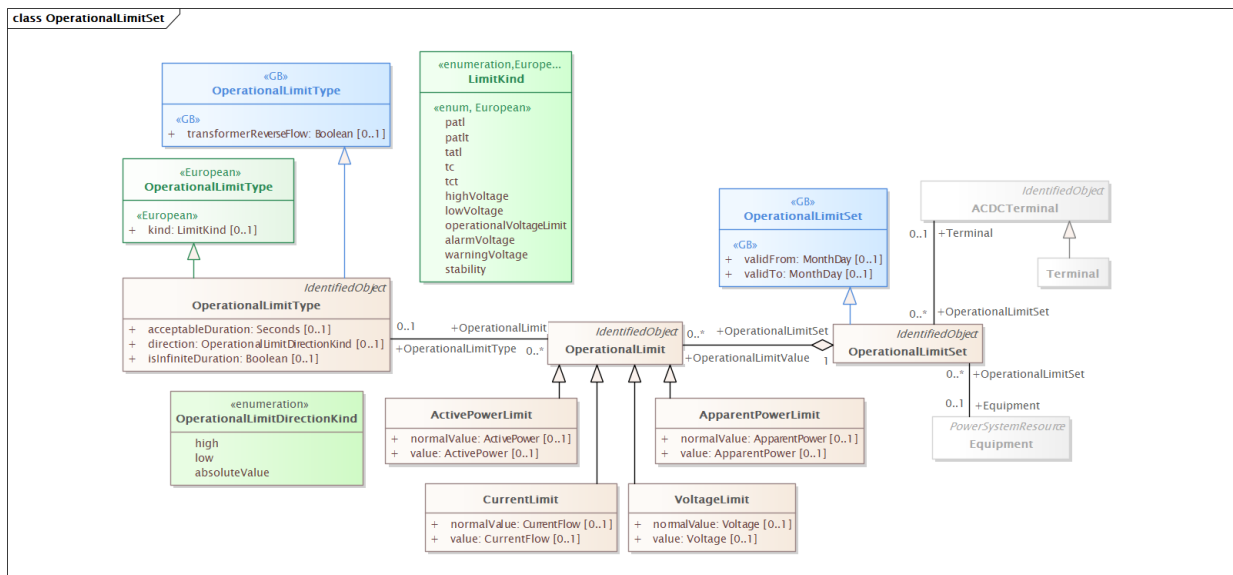 class OperationalLimitSet
«GB»
OperationalLimitType
«GB»
+ transformerReverseFlow: Boolean [0..1]
«enumeration,Europe...
LimitKind
«enum, European»
patl
patlt
tatl
tc
tct
highVoltage
lowVoltage
operationalVoltageLimit
alarmVoltage
warningVoltage
stability
«European»
OperationalLimitType
«European»
+ kind: LimitKind [0..1]
«GB»
OperationalLimitSet
«GB»
+ validFrom: MonthDay [0..1]
+ validTo: MonthDay [0..1]
IdentifiedObject
ACDCTerminal
0..1 +Terminal
Terminal
0..* +OperationalLimitSet
IdentifiedObject
OperationalLimitType
+ acceptableDuration: Seconds [0..1]
+ direction: OperationalLimitDirectionKind [0..1]
+ isInfiniteDuration: Boolean [0..1]
0..1 +OperationalLimit
+OperationalLimitType 0..*
IdentifiedObject
OperationalLimit
0..* +OperationalLimitSet
+OperationalLimitValue 1
IdentifiedObject
OperationalLimitSet
0..* +OperationalLimitSet
0..1 +Equipment
PowerSystemResource
Equipment
«enumeration»
OperationalLimitDirectionKind
high
low
absoluteValue
ActivePowerLimit
+ normalValue: ActivePower [0..1]
+ value: ActivePower [0..1]
ApparentPowerLimit
+ normalValue: ApparentPower [0..1]
+ value: ApparentPower [0..1]
CurrentLimit
+ normalValue: CurrentFlow [0..1]
+ value: CurrentFlow [0..1]
VoltageLimit
+ normalValue: Voltage [0..1]
+ value: Voltage [0..1]